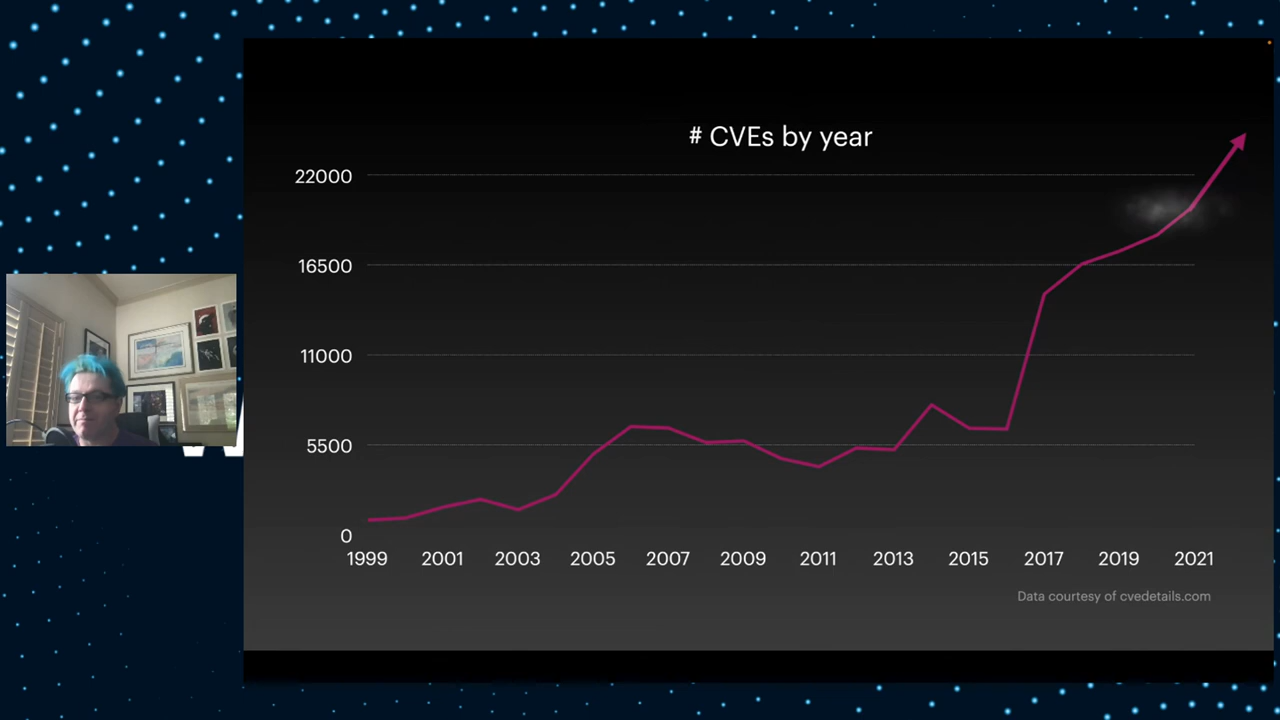 # CVEs by year
22000
16500
11000
5500
0
1999 2001 2003 2005 2007 2009 2011 2013 2015 2017 2019 2021
Data courtesy of cvedetails.com